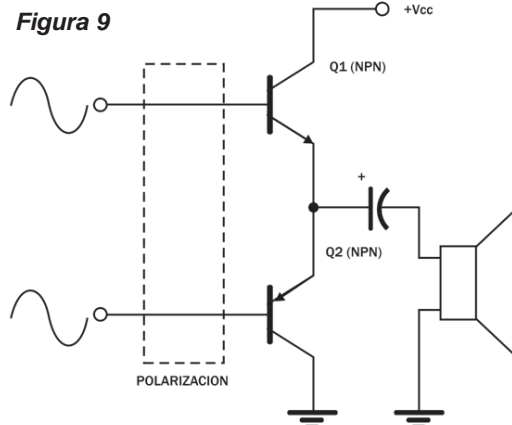 Figura 9
+Vcc
Q1 (NPN)
+
Q2 (NPN)
POLARIZACION